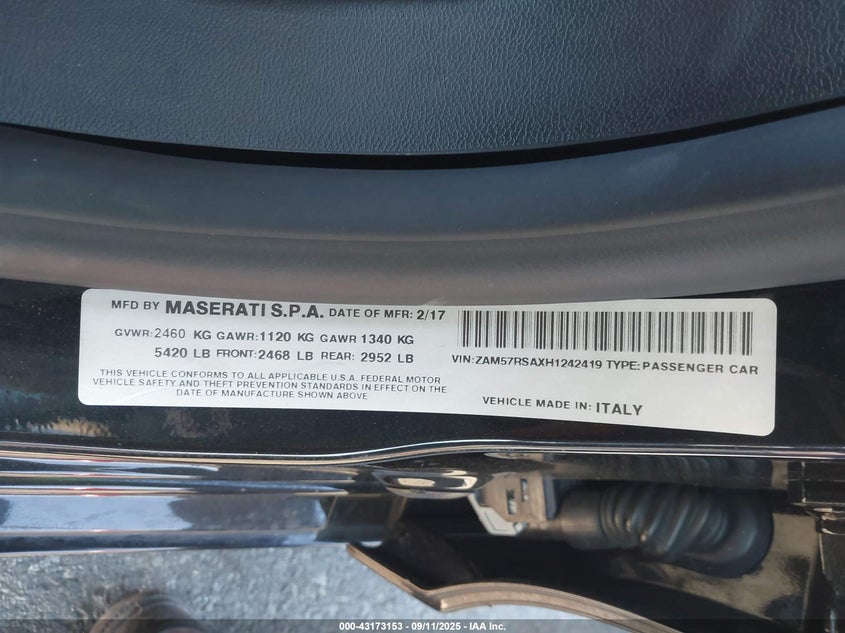 MFD BY MASERATI S.P.A. DATE OF MFR: 2/17
GVWR:2460 KG GAWR:1120 KG GAWR 1340 KG
5420 LB FRONT:2468 LB REAR: 2952 LB
THIS VEHICLE CONFORMS TO ALL APPLICABLE U.S.A. FEDERAL MOTOR
VEHICLE SAFETY AND THEFT PREVENTION STANDARDS IN EFFECT ON THE
DATE OF MANUFACTURE SHOWN ABOVE
VIN:ZAM57RSAXH1242419 TYPE:PASSENGER CAR
VEHICLE MADE IN: ITALY
000-43173153 - 09/11/2025 - IAA Inc.